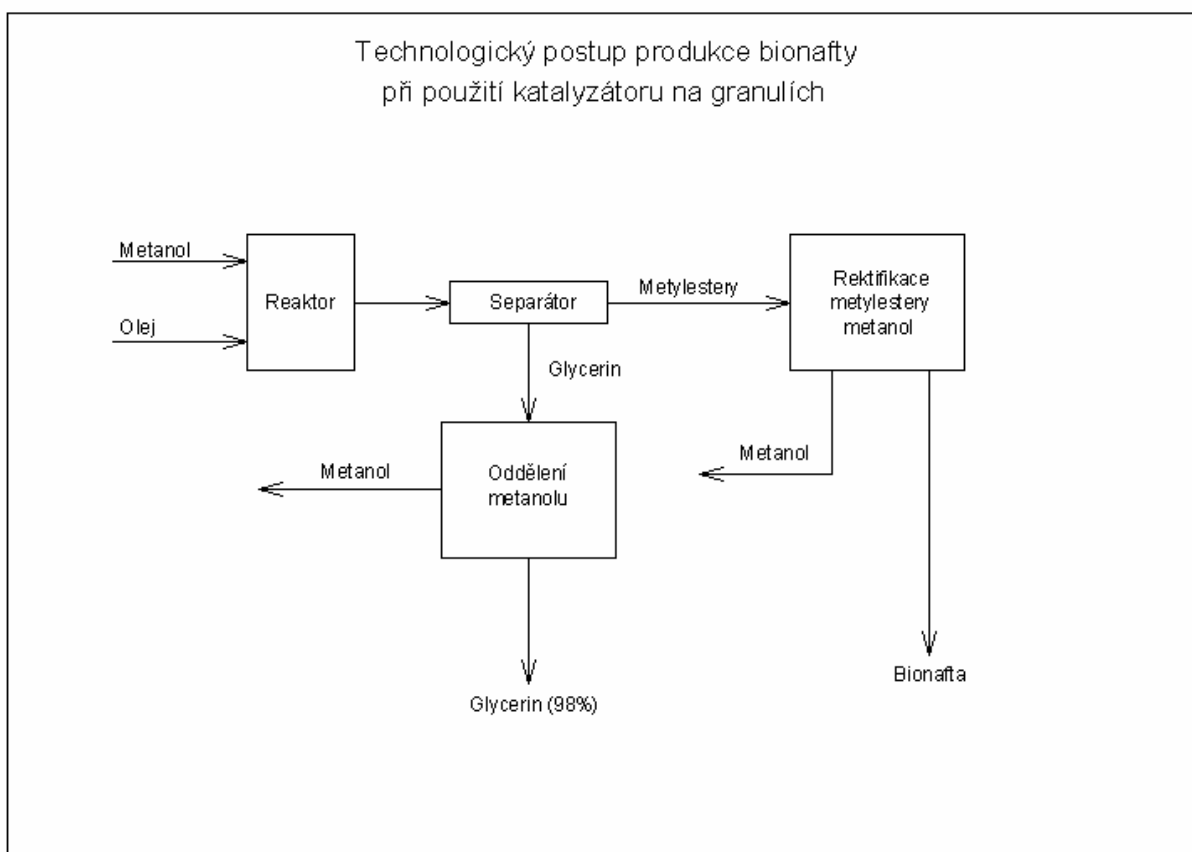 Technologický postup produkce bionafty
při použití katalyzátoru na granulích
Metanol
Olej
Reaktor
Separátor
Metylestery
Rektifikace
metylestery
metanol
Glycerin
Metanol
Oddělení
metanolu
Metanol
Glycerin (98%)
Bionafta